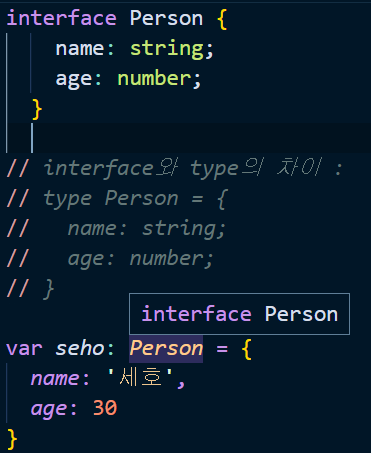 interface Person {
name: string;
age: number;
}
// interface와 type의 차이 :
// type Person = {
//   name: string;
//   age: number;
// }
interface Person
var seho: Person = {
name: '세호',
age: 30
}